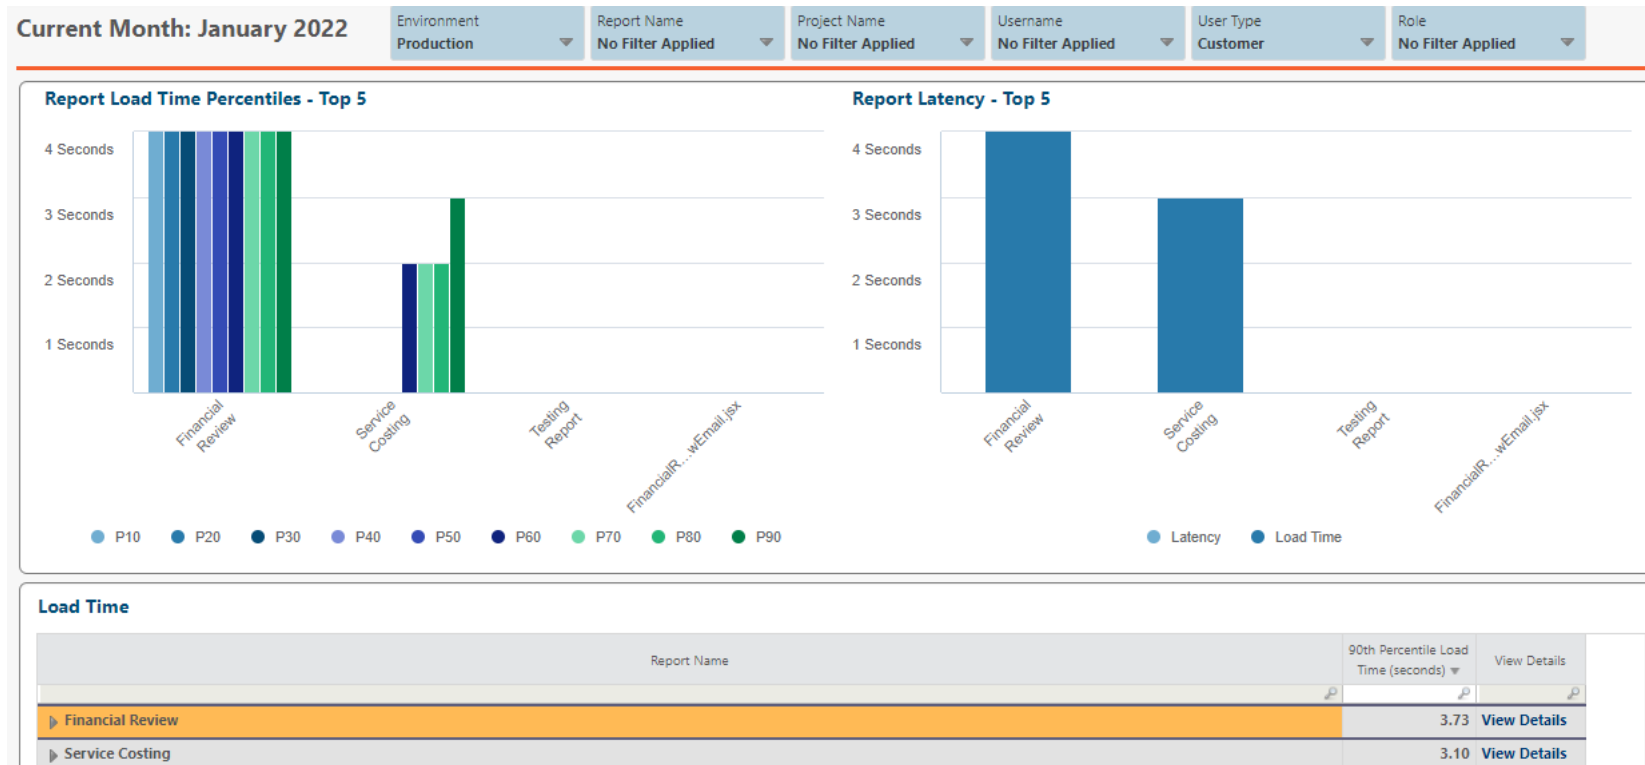 Current Month: January 2022
Environment
Production
Report Name
No Filter Applied
Project Name
No Filter Applied
Username
No Filter Applied
User Type
Customer
Role
No Filter Applied
Report Load Time Percentiles - Top 5
4 Seconds
3 Seconds
2 Seconds
1 Seconds
Financial
Review
Service
Costing
Testing
Report
FinancialR...wEmail.jsx
P10 P20 P30 P40 P50 P60 P70 P80 P90
Report Latency - Top 5
4 Seconds
3 Seconds
2 Seconds
1 Seconds
Financial
Review
Service
Costing
Testing
Report
FinancialR...wEmail.jsx
Latency Load Time
Load Time
Report Name
90th Percentile Load
Time (seconds)
View Details
Financial Review 3.73 View Details
Service Costing 3.10 View Details